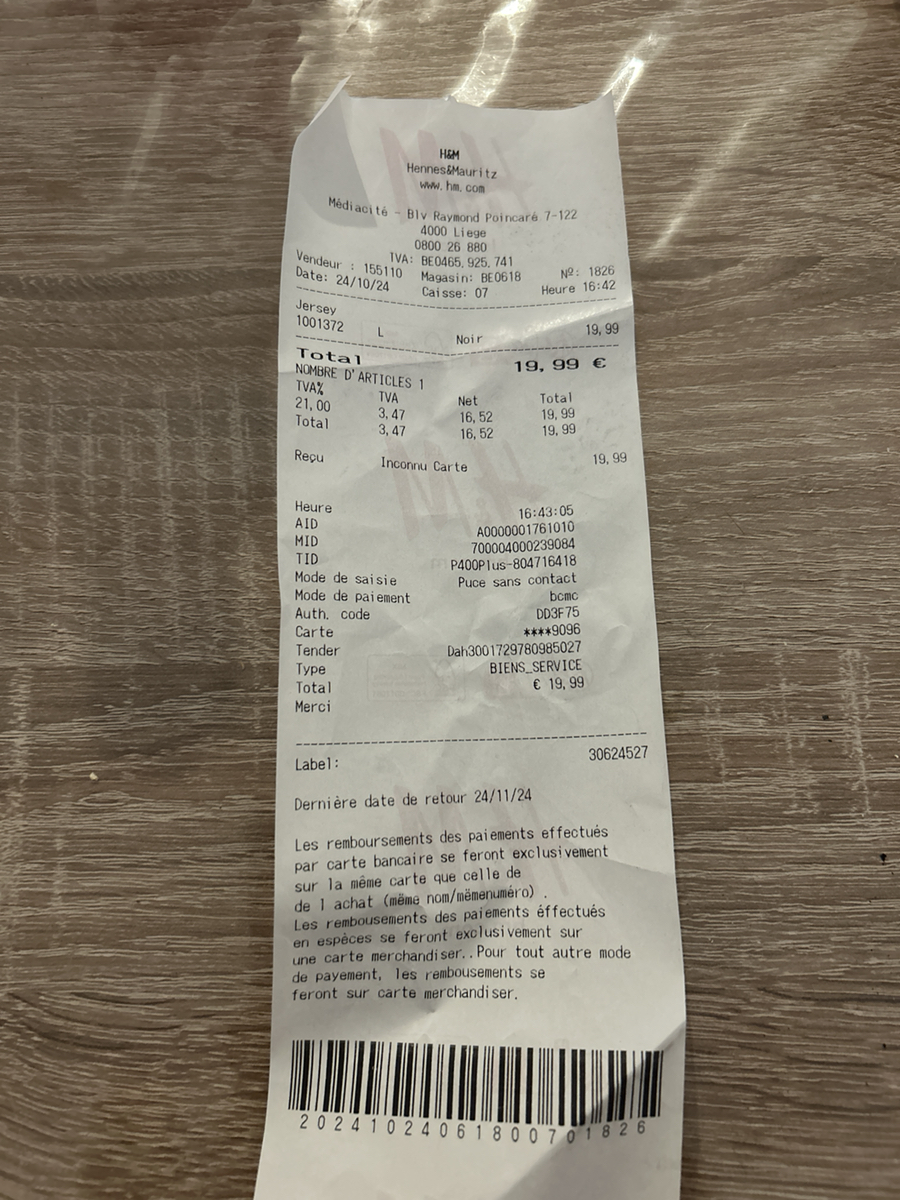 H&M
Hennes&Mauritz
www.hm.com
Médiacité - Blv Raymond Poincaré 7-122
4000 Liege
0800 26 880
TVA: BE0465.925.741
Vendeur : 155110 Magasin: BE0618 Nº: 1826
Date: 24/10/24 Caisse: 07 Heure 16:42
Jersey
1001372 L Noir 19,99
Total 19,99 €
NOMBRE D'ARTICLES 1
TVA% TVA Net Total
21,00 3,47 16,52 19,99
Total 3,47 16,52 19,99
Reçu Inconnu Carte 19,99
Heure 16:43:05
AID A0000001761010
MID 700004000239084
TID P400Plus-804716418
Mode de saisie Puce sans contact
Mode de paiement bcmc
Auth. code DD3F75
Carte ****9096
Tender Dah3001729780985027
Type BIENS_SERVICE
Total € 19,99
Merci
Label: 30624527
Dernière date de retour 24/11/24
Les remboursements des paiements effectués
par carte bancaire se feront exclusivement
sur la même carte que celle de
de l achat (mëme nom/mëmenuméro) .
Les rembousements des paiements éffectués
en espèces se feront exclusivement sur
une carte merchandiser..Pour tout autre mode
de payement, les rembousements se
feront sur carte merchandiser.
2024102406180070 1826